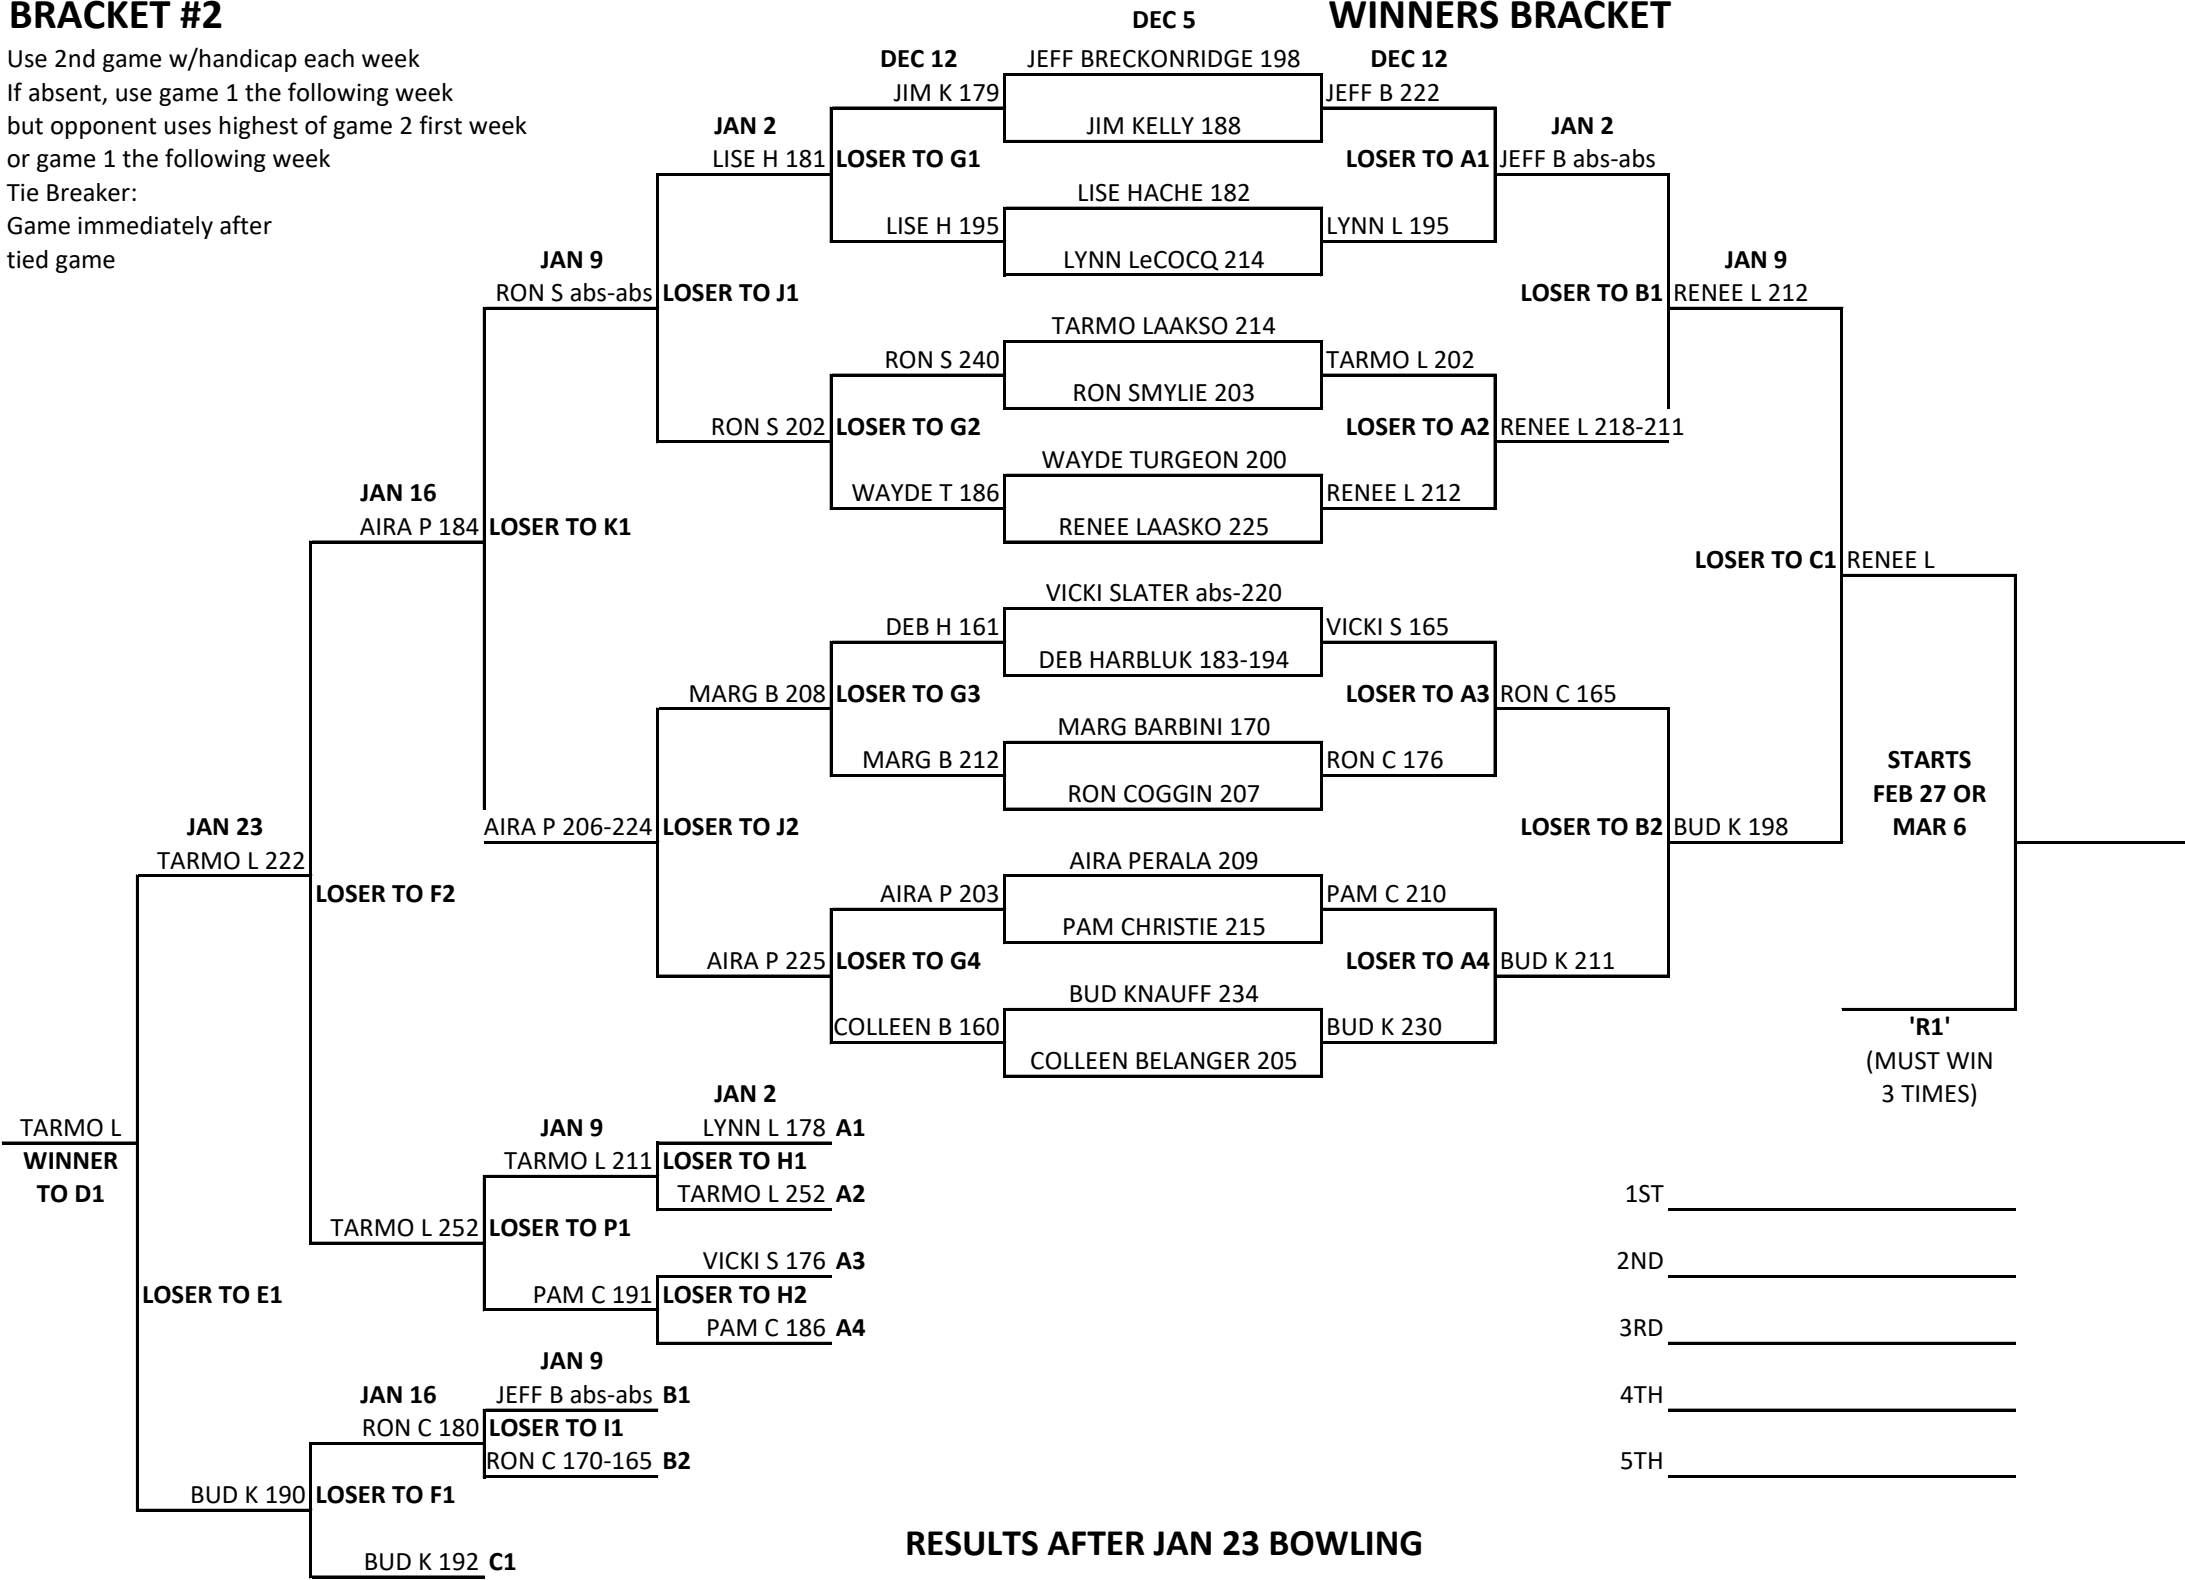 BRACKET #2
DEC 5
WINNERS BRACKET
Use 2nd game w/handicap each week
DEC 12
JEFF BRECKONRIDGE 198
DEC 12
If absent, use game 1 the following week
JIM K 179
JEFF B 222
but opponent uses highest of game 2 first week
JAN 2
JIM KELLY 188
JAN 2
or game 1 the following week
LISE H 181
LOSER TO G1
LOSER TO A1
JEFF B abs-abs
Tie Breaker:
LISE HACHE 182
Game immediately after
LISE H 195
LYNN L 195
tied game
JAN 9
LYNN LeCOCQ 214
JAN 9
RON S abs-abs
LOSER TO J1
LOSER TO B1
RENEE L 212
TARMO LAAKSO 214
RON S 240
TARMO L 202
RON SMYLIE 203
RON S 202
LOSER TO G2
LOSER TO A2
RENEE L 218-211
WAYDE TURGEON 200
JAN 16
WAYDE T 186
RENEE L 212
AIRA P 184
LOSER TO K1
RENEE LAASKO 225
LOSER TO C1
RENEE L
VICKI SLATER abs-220
DEB H 161
VICKI S 165
DEB HARBLUK 183-194
MARG B 208
LOSER TO G3
LOSER TO A3
RON C 165
MARG BARBINI 170
MARG B 212
RON C 176
STARTS
RON COGGIN 207
FEB 27 OR
JAN 23
AIRA P 206-224
LOSER TO J2
LOSER TO B2
BUD K 198
MAR 6
TARMO L 222
AIRA PERALA 209
LOSER TO F2
AIRA P 203
PAM C 210
PAM CHRISTIE 215
AIRA P 225
LOSER TO G4
LOSER TO A4
BUD K 211
BUD KNAUFF 234
COLLEEN B 160
BUD K 230
'R1'
COLLEEN BELANGER 205
(MUST WIN
JAN 2
3 TIMES)
TARMO L
JAN 9
LYNN L 178
A1
WINNER
TARMO L 211
LOSER TO H1
TO D1
TARMO L 252
A2
1ST
TARMO L 252
LOSER TO P1
VICKI S 176
A3
2ND
LOSER TO E1
PAM C 191
LOSER TO H2
PAM C 186
A4
3RD
JAN 9
JAN 16
JEFF B abs-abs
B1
4TH
RON C 180
LOSER TO I1
RON C 170-165
B2
5TH
BUD K 190
LOSER TO F1
RESULTS AFTER JAN 23 BOWLING
BUD K 192
C1